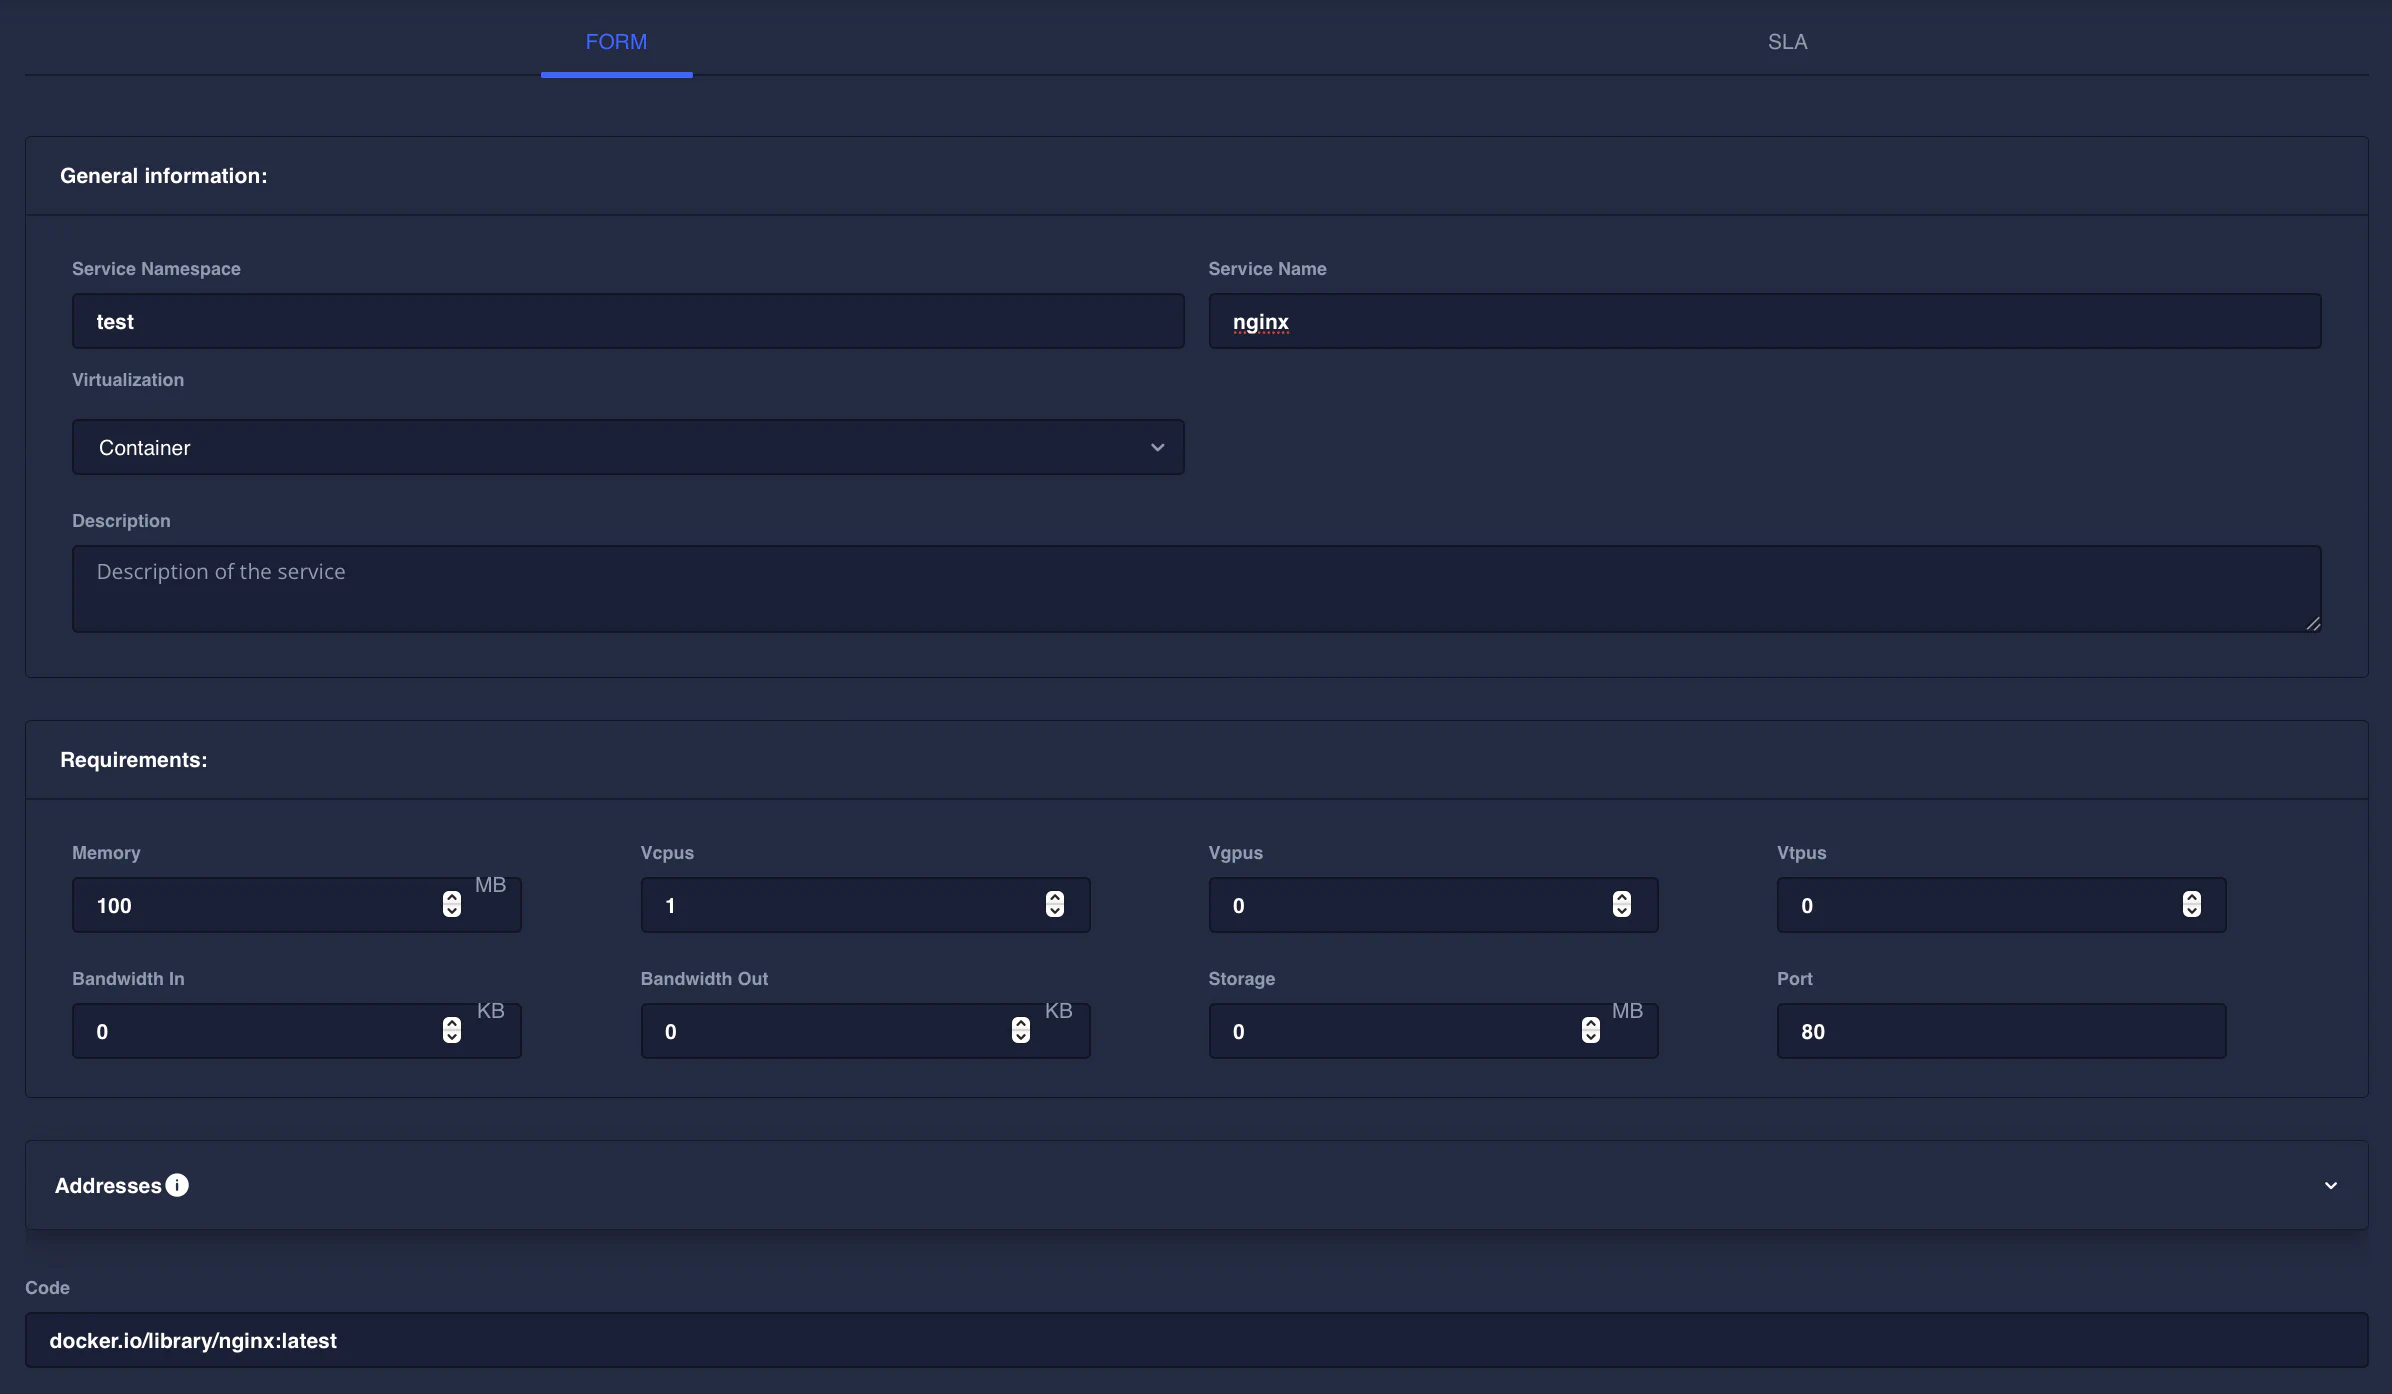 FORM SLA
General information:
Service Namespace Service Name
test nginx
Virtualization
Container
Description
Description of the service
Requirements:
Memory Vcpus Vgpus Vtpus
100 MB 1 0 0
Bandwidth In Bandwidth Out Storage Port
0 KB 0 KB 0 MB 80
Addresses
Code
docker.io/library/nginx:latest